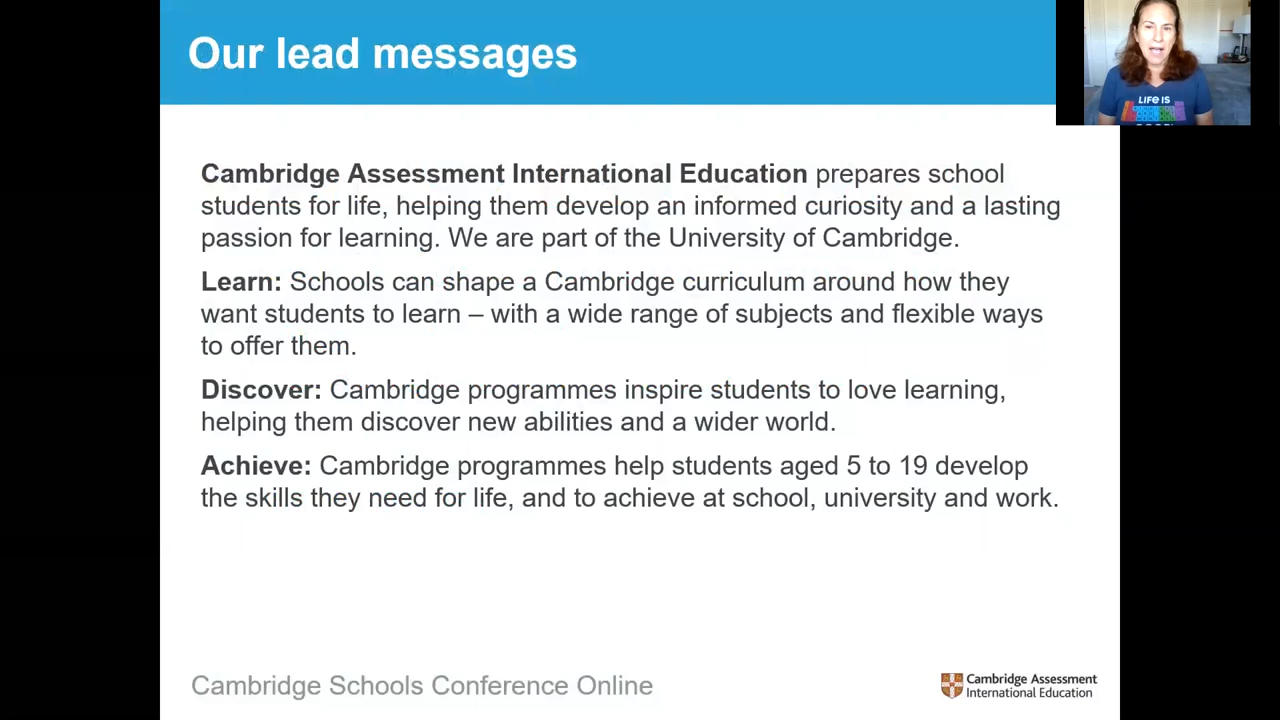 Our lead messages
LIFE IS
Cambridge Assessment International Education prepares school
students for life, helping them develop an informed curiosity and a lasting
passion for learning. We are part of the University of Cambridge.
Learn: Schools can shape a Cambridge curriculum around how they
want students to learn – with a wide range of subjects and flexible ways
to offer them.
Discover: Cambridge programmes inspire students to love learning,
helping them discover new abilities and a wider world.
Achieve: Cambridge programmes help students aged 5 to 19 develop
the skills they need for life, and to achieve at school, university and work.
Cambridge Schools Conference Online
Cambridge Assessment
International Education